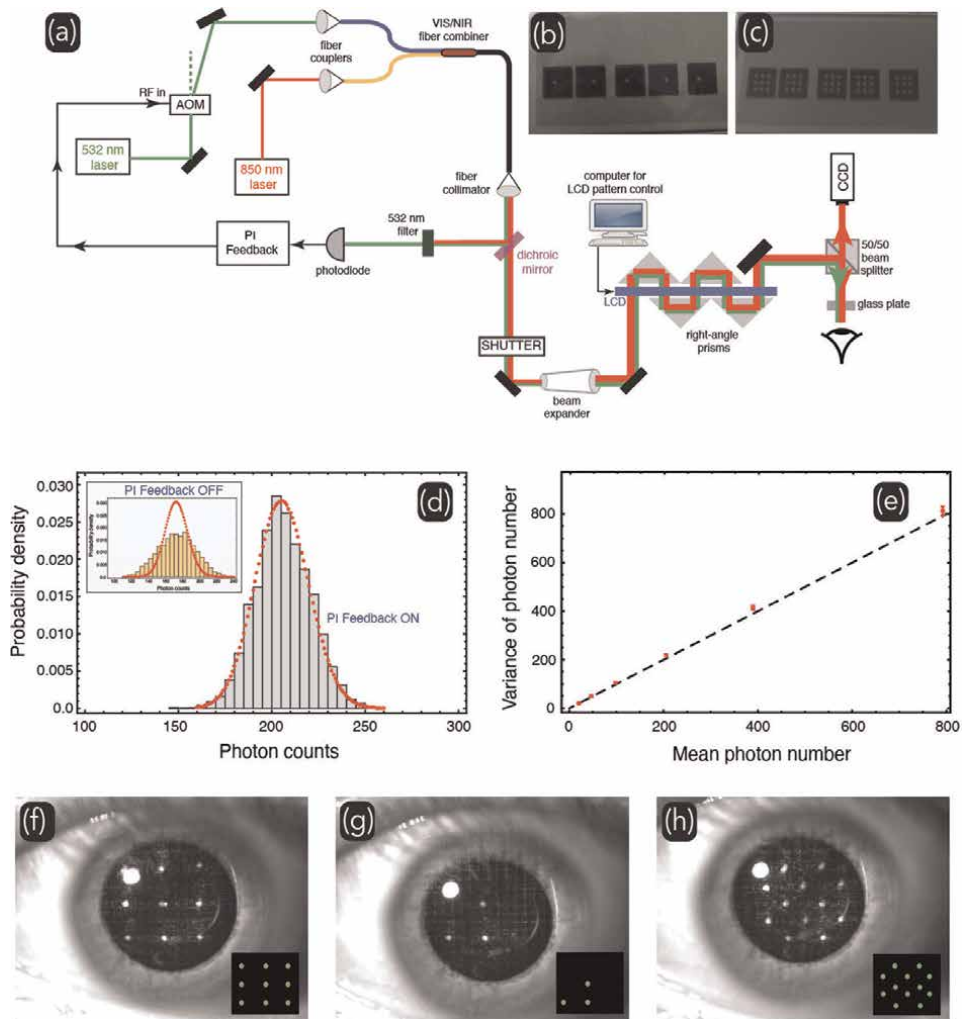 (a)
VIS/NIR
fiber combiner
fiber
couplers
RF in
AOM
532 nm
laser
850 nm
laser
fiber
collimator
PI
Feedback
photodiode
532 nm
filter
dichroic
mirror
SHUTTER
beam
expander
computer for
LCD pattern control
LCD
right-angle
prisms
CCD
50/50
beam
splitter
glass plate
(b)
(c)
(d)
PI Feedback OFF
Probability density
Photon counts
PI Feedback ON
Probability density
0.030
0.025
0.020
0.015
0.010
0.005
0.0
100 150 200 250 300
Photon counts
(e)
Variance of photon number
800
600
400
200
0
0 200 400 600 800
Mean photon number
(f)
(g)
(h)